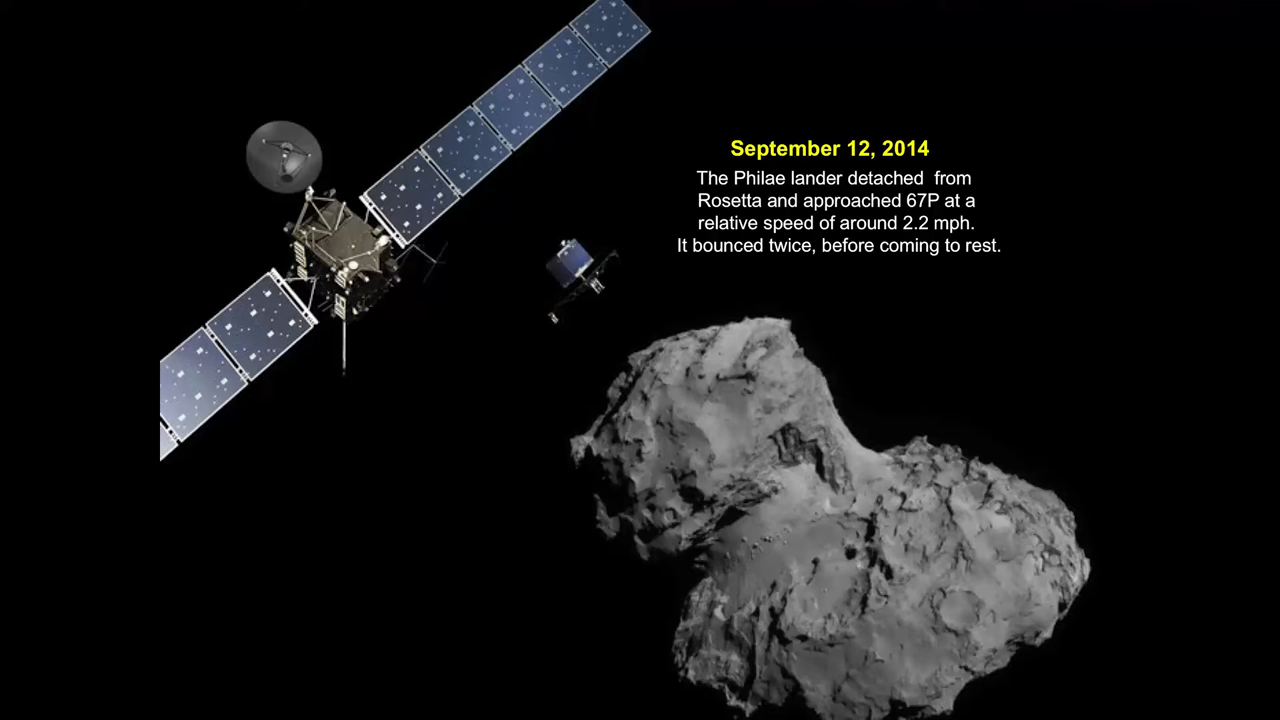 September 12, 2014
The Philae lander detached from
Rosetta and approached 67P at a
relative speed of around 2.2 mph.
It bounced twice, before coming to rest.